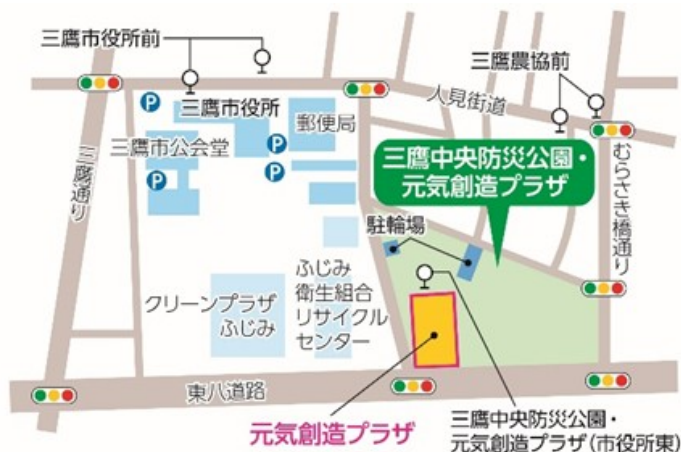 三鷹市役所前
三鷹農協前
P
三鷹市役所
郵便局
人見街道
三鷹市公会堂
P
P
P
三鷹中央防災公園・
元気創造プラザ
三鷹通り
むらさき橋通り
駐輪場
ふじみ
衛生組合
リサイクル
センター
クリーンプラザ
ふじみ
東八道路
元気創造プラザ
三鷹中央防災公園・
元気創造プラザ(市役所東)